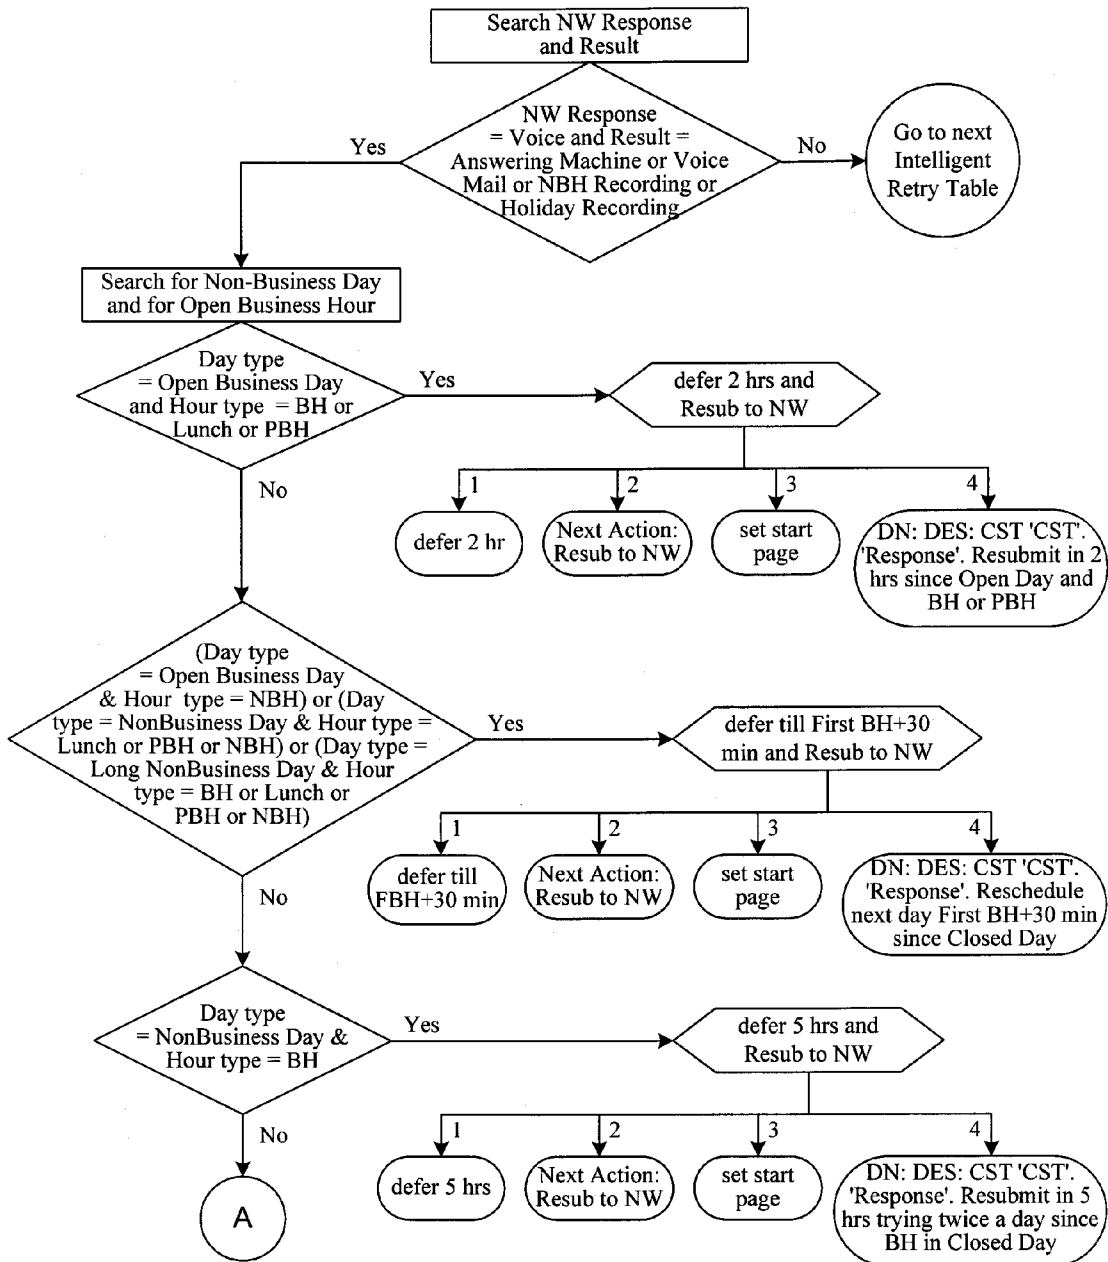 Search NW Response
and Result
NW Response
= Voice and Result =
Answering Machine or Voice
Mail or NBH Recording or
Holiday Recording
Yes
No
Go to next
Intelligent
Retry Table
Search for Non-Business Day
and for Open Business Hour
Day type
= Open Business Day
and Hour type = BH or
Lunch or PBH
Yes
defer 2 hrs and
Resub to NW
No
1
2
3
4
defer 2 hr
Next Action:
Resub to NW
set start
page
DN: DES: CST 'CST'.
'Response'. Resubmit in 2
hrs since Open Day and
BH or PBH
(Day type
= Open Business Day
& Hour type = NBH) or (Day
type = NonBusiness Day & Hour type =
Lunch or PBH or NBH) or (Day type =
Long NonBusiness Day & Hour
type = BH or Lunch or
PBH or NBH)
Yes
defer till First BH+30
min and Resub to NW
No
1
2
3
4
defer till
FBH+30 min
Next Action:
Resub to NW
set start
page
DN: DES: CST 'CST'.
'Response'. Reschedule
next day First BH+30 min
since Closed Day
Day type
= NonBusiness Day &
Hour type = BH
Yes
defer 5 hrs and
Resub to NW
No
1
2
3
4
defer 5 hrs
Next Action:
Resub to NW
set start
page
DN: DES: CST 'CST'.
'Response'. Resubmit in 5
hrs trying twice a day since
BH in Closed Day
A